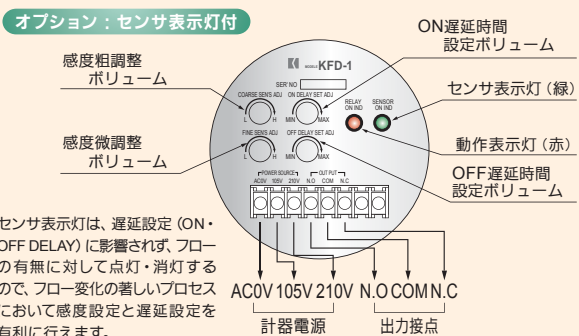 オプション：センサ表示灯付
ON遅延時間
設定ボリューム
感度粗調整
ボリューム
センサ表示灯（緑）
感度微調整
ボリューム
動作表示灯（赤）
OFF遅延時間
設定ボリューム
KFD-1
SER' NO
COARSE SEN'S ADJ
ON DELAY SET ADJ
L H
MIN MAX
RELAY
ON IND
SENSOR
ON IND
FINE SEN'S ADJ
OFF DELAY SET ADJ
L H
MIN MAX
POWER SOURCE
OUT PUT
AC0V 105V 210V N.O COM N.C
AC0V 105V 210V N.O COM N.C
計器電源
出力接点
センサ表示灯は、遅延設定（ON・
OFF DELAY）に影響されず、フロー
の有無に対して点灯・消灯する
ので、フロー変化の著しいプロセス
において感度設定と遅延設定を
有利に行えます。